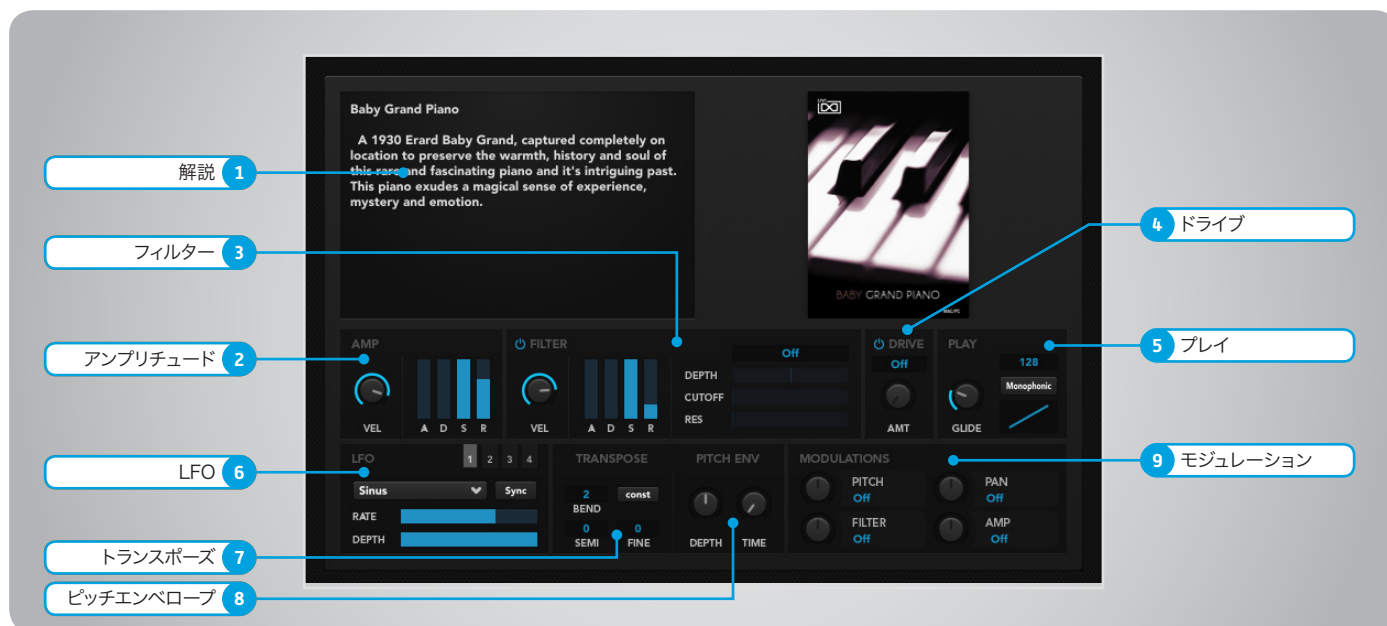 Baby Grand Piano
A 1930 Erard Baby Grand, captured completely on
location to preserve the warmth, history and soul of
this rare and fascinating piano and it's intriguing past.
This piano exudes a magical sense of experience,
mystery and emotion.
UVI
BABY GRAND PIANO
MAC/PC
解説 1
フィルター 3
アンプリチュード 2
LFO 6
トランスポーズ 7
ピッチエンベロープ 8
4 ドライブ
5 プレイ
9 モジュレーション
AMP
VEL
A D S R
FILTER
VEL
A D S R
Off
DEPTH
CUTOFF
RES
DRIVE
Off
AMT
PLAY
128
Monophonic
GLIDE
LFO
1 2 3 4
Sinus
Sync
RATE
DEPTH
TRANSPOSE
2 const
BEND
0 0
SEMI FINE
PITCH ENV
DEPTH TIME
MODULATIONS
PITCH
Off
PAN
Off
FILTER
Off
AMP
Off